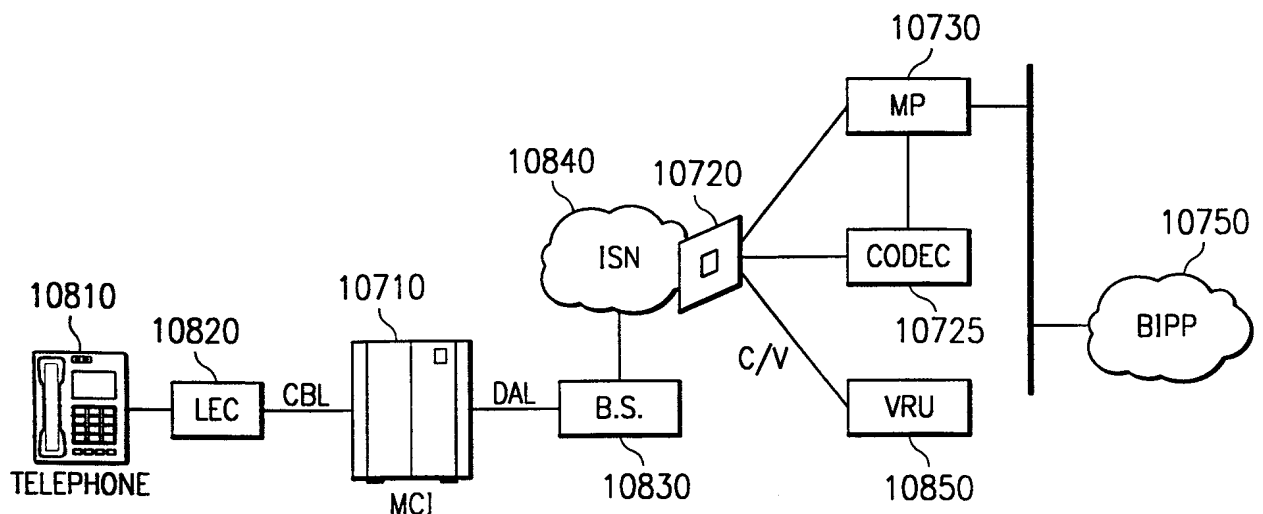 10730
MP
10840
10720
ISN
CODEC
10725
10750
BIPP
10810
10820
10710
LEC
CBL
DAL
B.S.
C/V
VRU
TELEPHONE
MCI
10830
10850